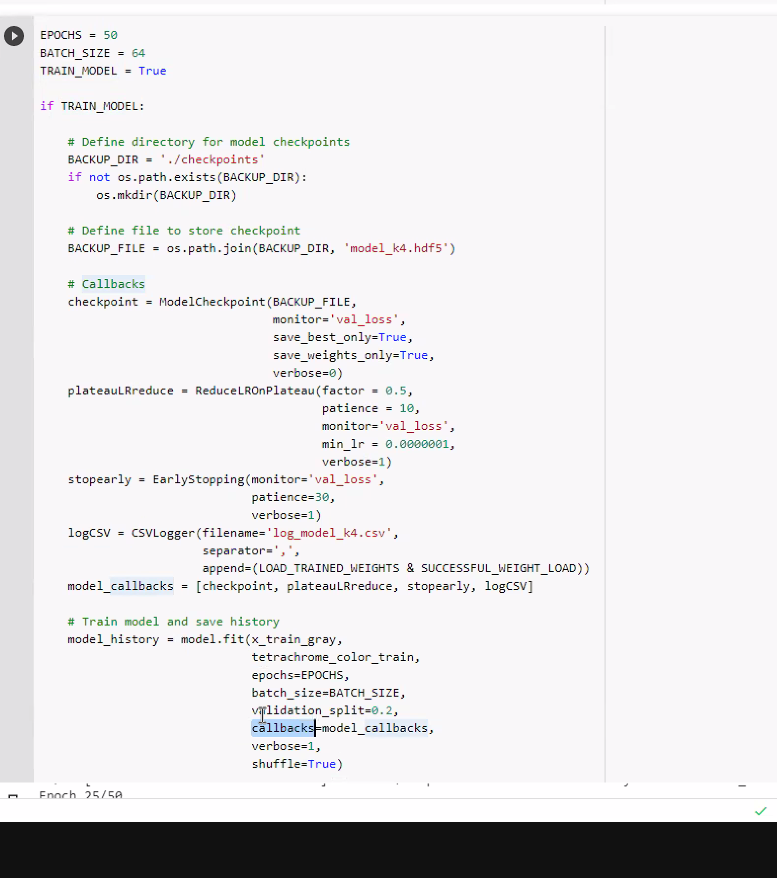 EPOCHS = 50
BATCH_SIZE = 64
TRAIN_MODEL = True
if TRAIN_MODEL:
# Define directory for model checkpoints
BACKUP_DIR = './checkpoints'
if not os.path.exists(BACKUP_DIR):
os.mkdir(BACKUP_DIR)
# Define file to store checkpoint
BACKUP_FILE = os.path.join(BACKUP_DIR, 'model_k4.hdf5')
# Callbacks
checkpoint = ModelCheckpoint(BACKUP_FILE,
monitor='val_loss',
save_best_only=True,
save_weights_only=True,
verbose=0)
plateauLRreduce = ReduceLROnPlateau(factor = 0.5,
patience = 10,
monitor='val_loss',
min_lr = 0.0000001,
verbose=1)
stopearly = EarlyStopping(monitor='val_loss',
patience=30,
verbose=1)
logCSV = CSVLogger(filename='log_model_k4.csv',
separator=',',
append=(LOAD_TRAINED_WEIGHTS & SUCCESSFUL_WEIGHT_LOAD))
model_callbacks = [checkpoint, plateauLRreduce, stopearly, logCSV]
# Train model and save history
model_history = model.fit(x_train_gray,
tetrachrome_color_train,
epochs=EPOCHS,
batch_size=BATCH_SIZE,
validation_split=0.2,
callbacks=model_callbacks,
verbose=1,
shuffle=True)
Epoch 25/50